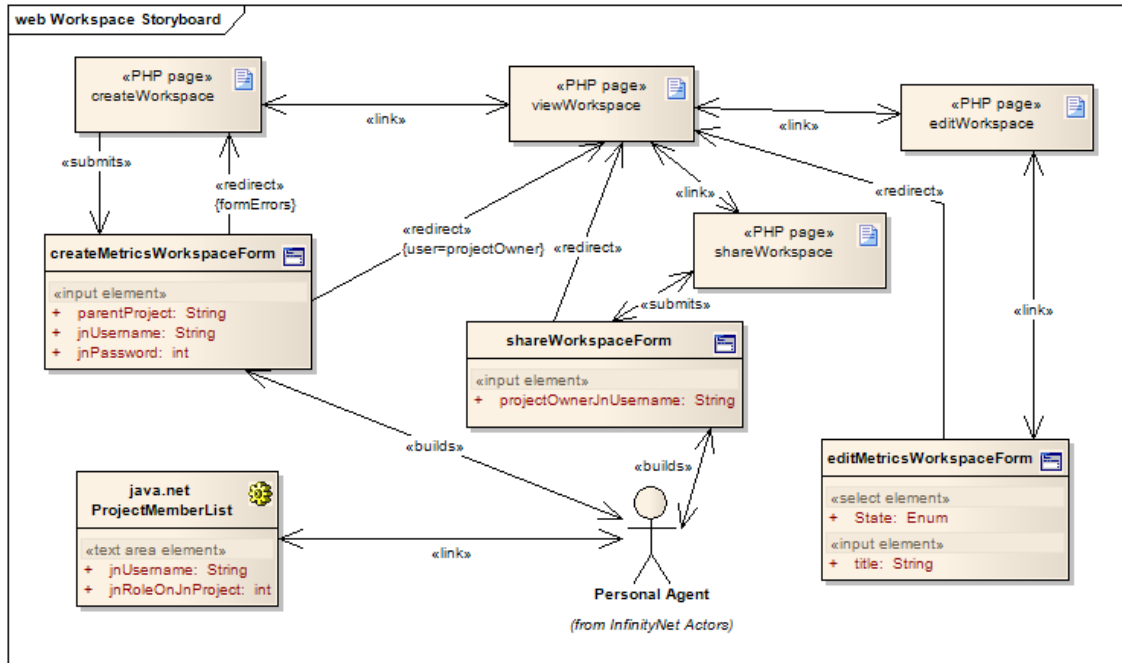 web Workspace Storyboard
«PHP page»
createWorkspace
«PHP page»
viewWorkspace
«PHP page»
editWorkspace
«link»
«link»
«submits»
«redirect»
{formErrors}
«redirect»
{user=projectOwner}
«redirect»
«link»
«redirect»
«PHP page»
shareWorkspace
createMetricsWorkspaceForm
«input element»
+ parentProject: String
+ jnUsername: String
+ jnPassword: int
«submits»
«link»
shareWorkspaceForm
«input element»
+ projectOwnerJnUsername: String
«builds»
«builds»
editMetricsWorkspaceForm
«select element»
+ State: Enum
«input element»
+ title: String
java.net
ProjectMemberList
«text area element»
+ jnUsername: String
+ jnRoleOnJnProject: int
«link»
Personal Agent
(from InfinityNet Actors)